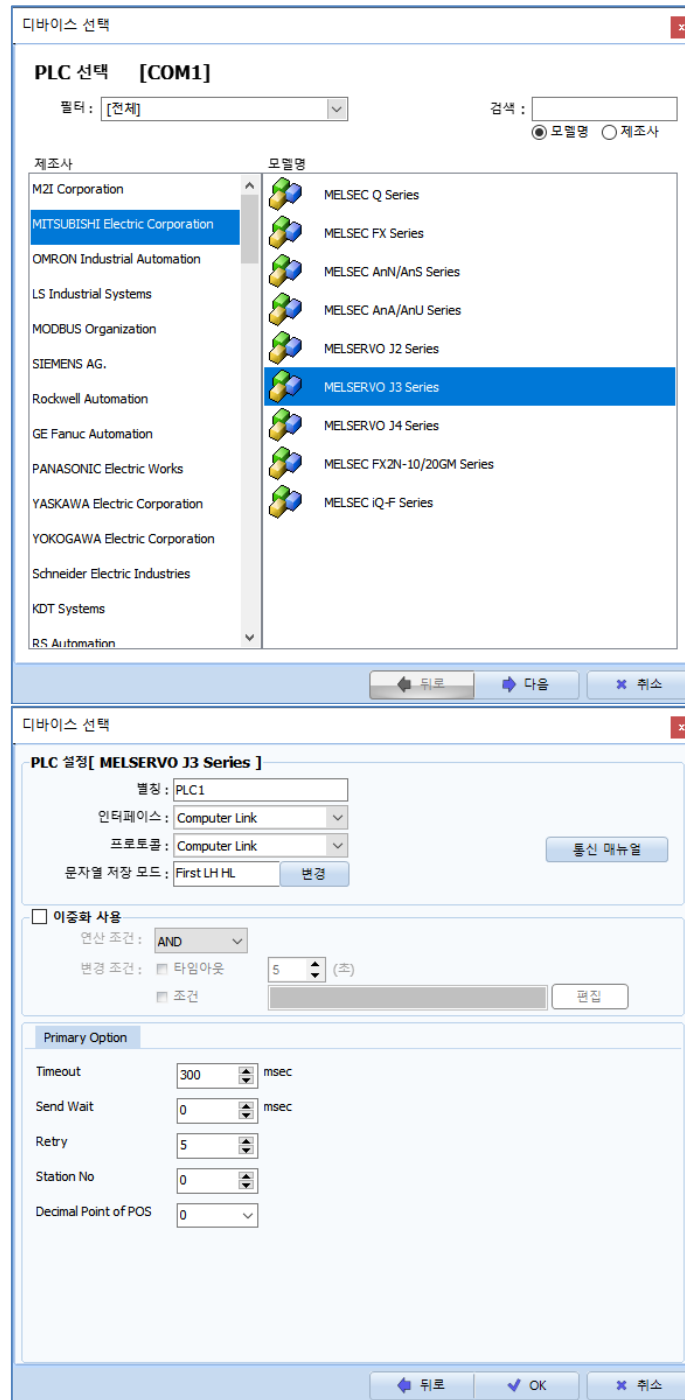 디바이스 선택
PLC 선택 [COM1]
필터 : [전체]
검색 :
모델명 제조사
제조사
모델명
M2I Corporation
MITSUBISHI Electric Corporation
OMRON Industrial Automation
LS Industrial Systems
MODBUS Organization
SIEMENS AG.
Rockwell Automation
GE Fanuc Automation
PANASONIC Electric Works
YASKAWA Electric Corporation
YOKOGAWA Electric Corporation
Schneider Electric Industries
KDT Systems
RS Automation
MELSEC Q Series
MELSEC FX Series
MELSEC AnN/AnS Series
MELSEC AnA/AnU Series
MELSERVO J2 Series
MELSERVO J3 Series
MELSERVO J4 Series
MELSEC FX2N-10/20GM Series
MELSEC iQ-F Series
뒤로 다음 취소
디바이스 선택
PLC 설정[ MELSERVO J3 Series ]
별칭 : PLC1
인터페이스 : Computer Link
프로토콜 : Computer Link
통신 매뉴얼
문자열 저장 모드 : First LH HL 변경
이중화 사용
연산 조건 : AND
변경 조건 : 타임아웃 5 (초)
조건 편집
Primary Option
Timeout 300 msec
Send Wait 0 msec
Retry 5
Station No 0
Decimal Point of POS 0
뒤로 OK 취소